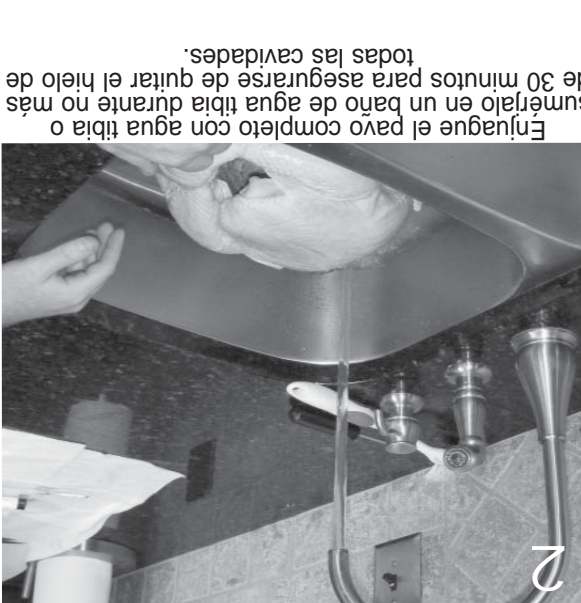 2
Enjuague el pavo completo con agua tibia o
sumérjalo en un baño de agua tibia durante no más
de 30 minutos para asegurarse de quitar el hielo de
todas las cavidades.